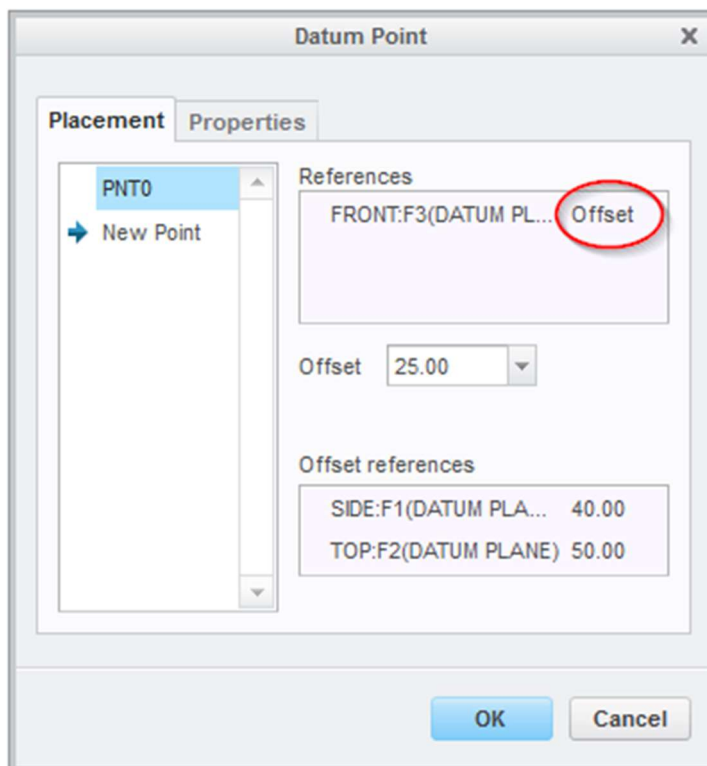 Datum Point
Placement Properties
PNT0
New Point
References
FRONT:F3(DATUM PL... Offset
Offset 25.00
Offset references
SIDE:F1(DATUM PLA... 40.00
TOP:F2(DATUM PLANE) 50.00
OK Cancel